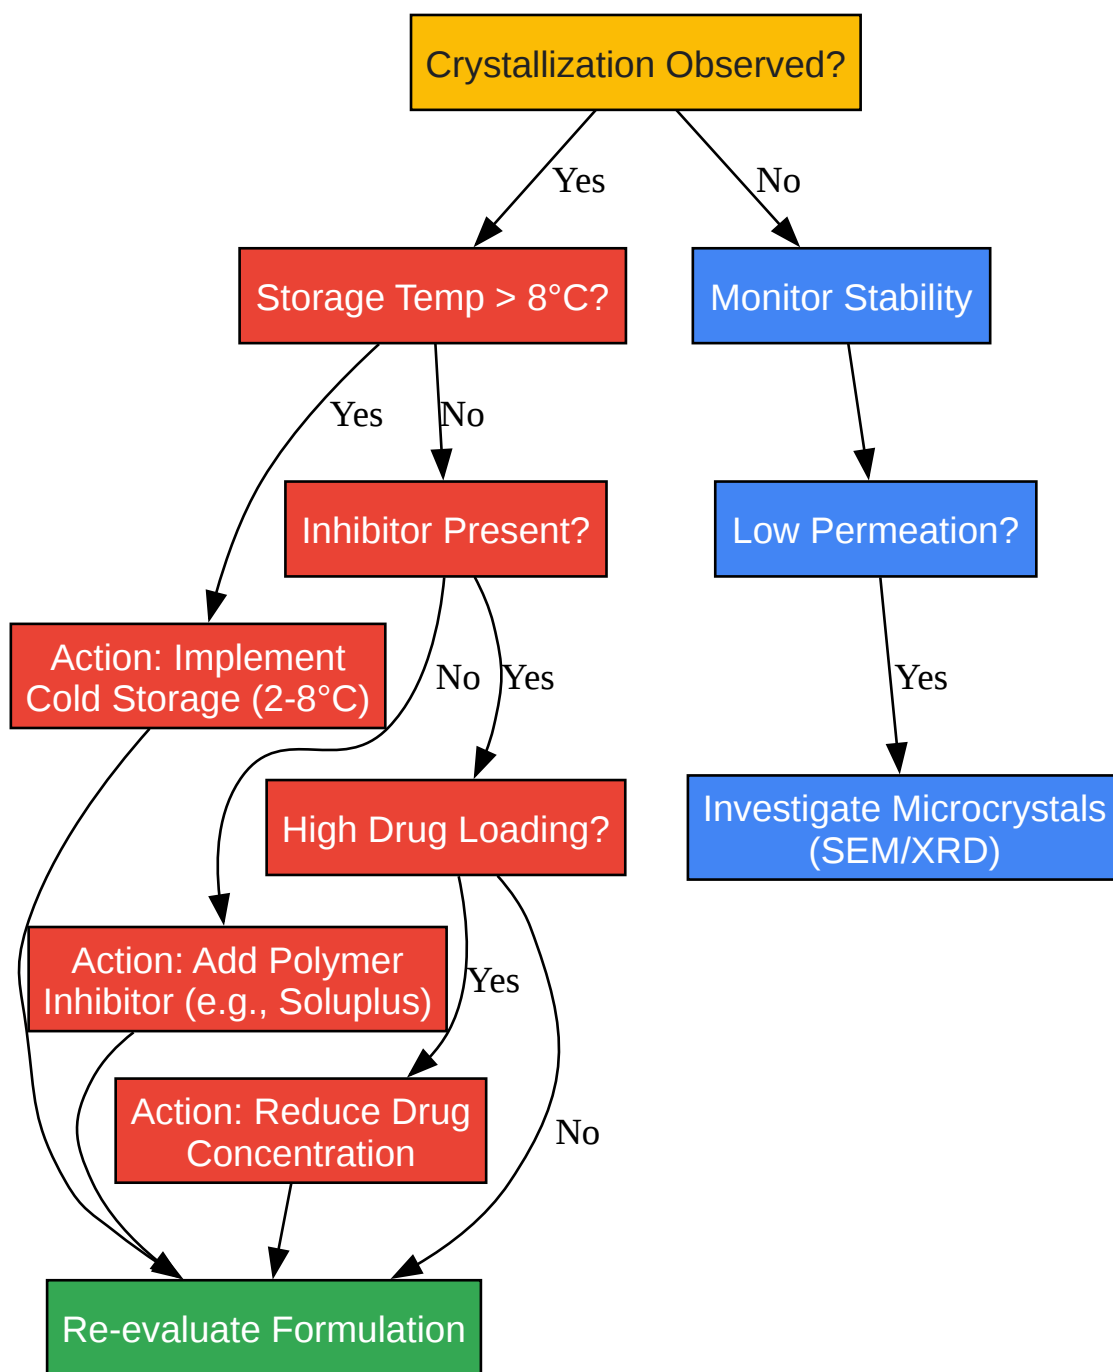 Crystallization Observed?
Yes
No
Storage Temp > 8°C?
Monitor Stability
Yes
No
Inhibitor Present?
Low Permeation?
Action: Implement
Cold Storage (2-8°C)
No
Yes
Yes
High Drug Loading?
Investigate Microcrystals
(SEM/XRD)
Action: Add Polymer
Inhibitor (e.g., Soluplus)
Yes
Action: Reduce Drug
Concentration
No
Re-evaluate Formulation